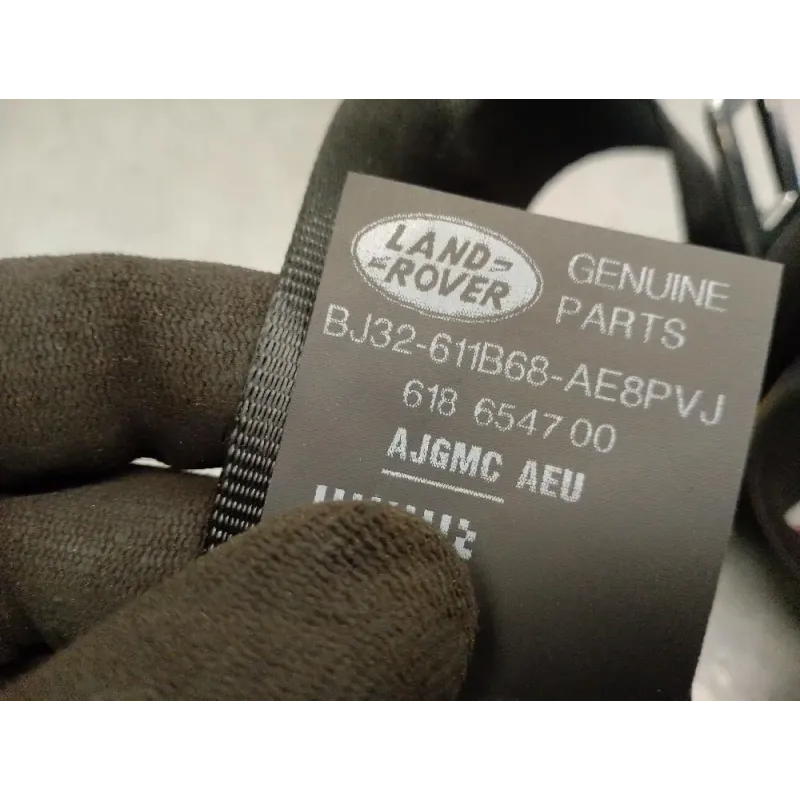 LAND-
-ROVER
GENUINE
PARTS
BJ32-611B68-AE8PVJ
618 6547 00
AJGMC AEU